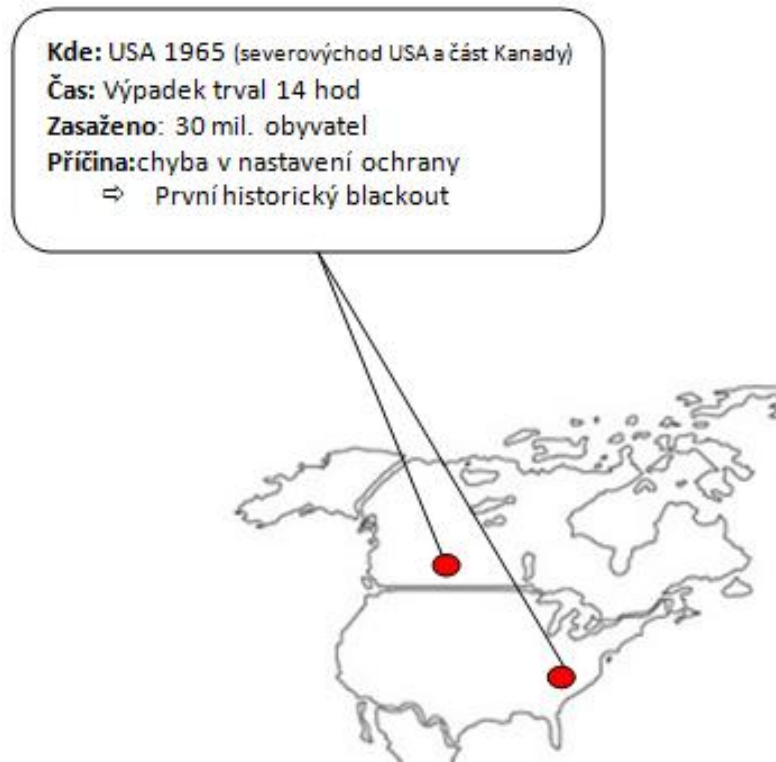 Kde: USA 1965 (severovýchod USA a část Kanady)
Čas: Výpadek trval 14 hod
Zasaženo: 30 mil. obyvatel
Příčina:chyba v nastavení ochrany
⇨ První historický blackout